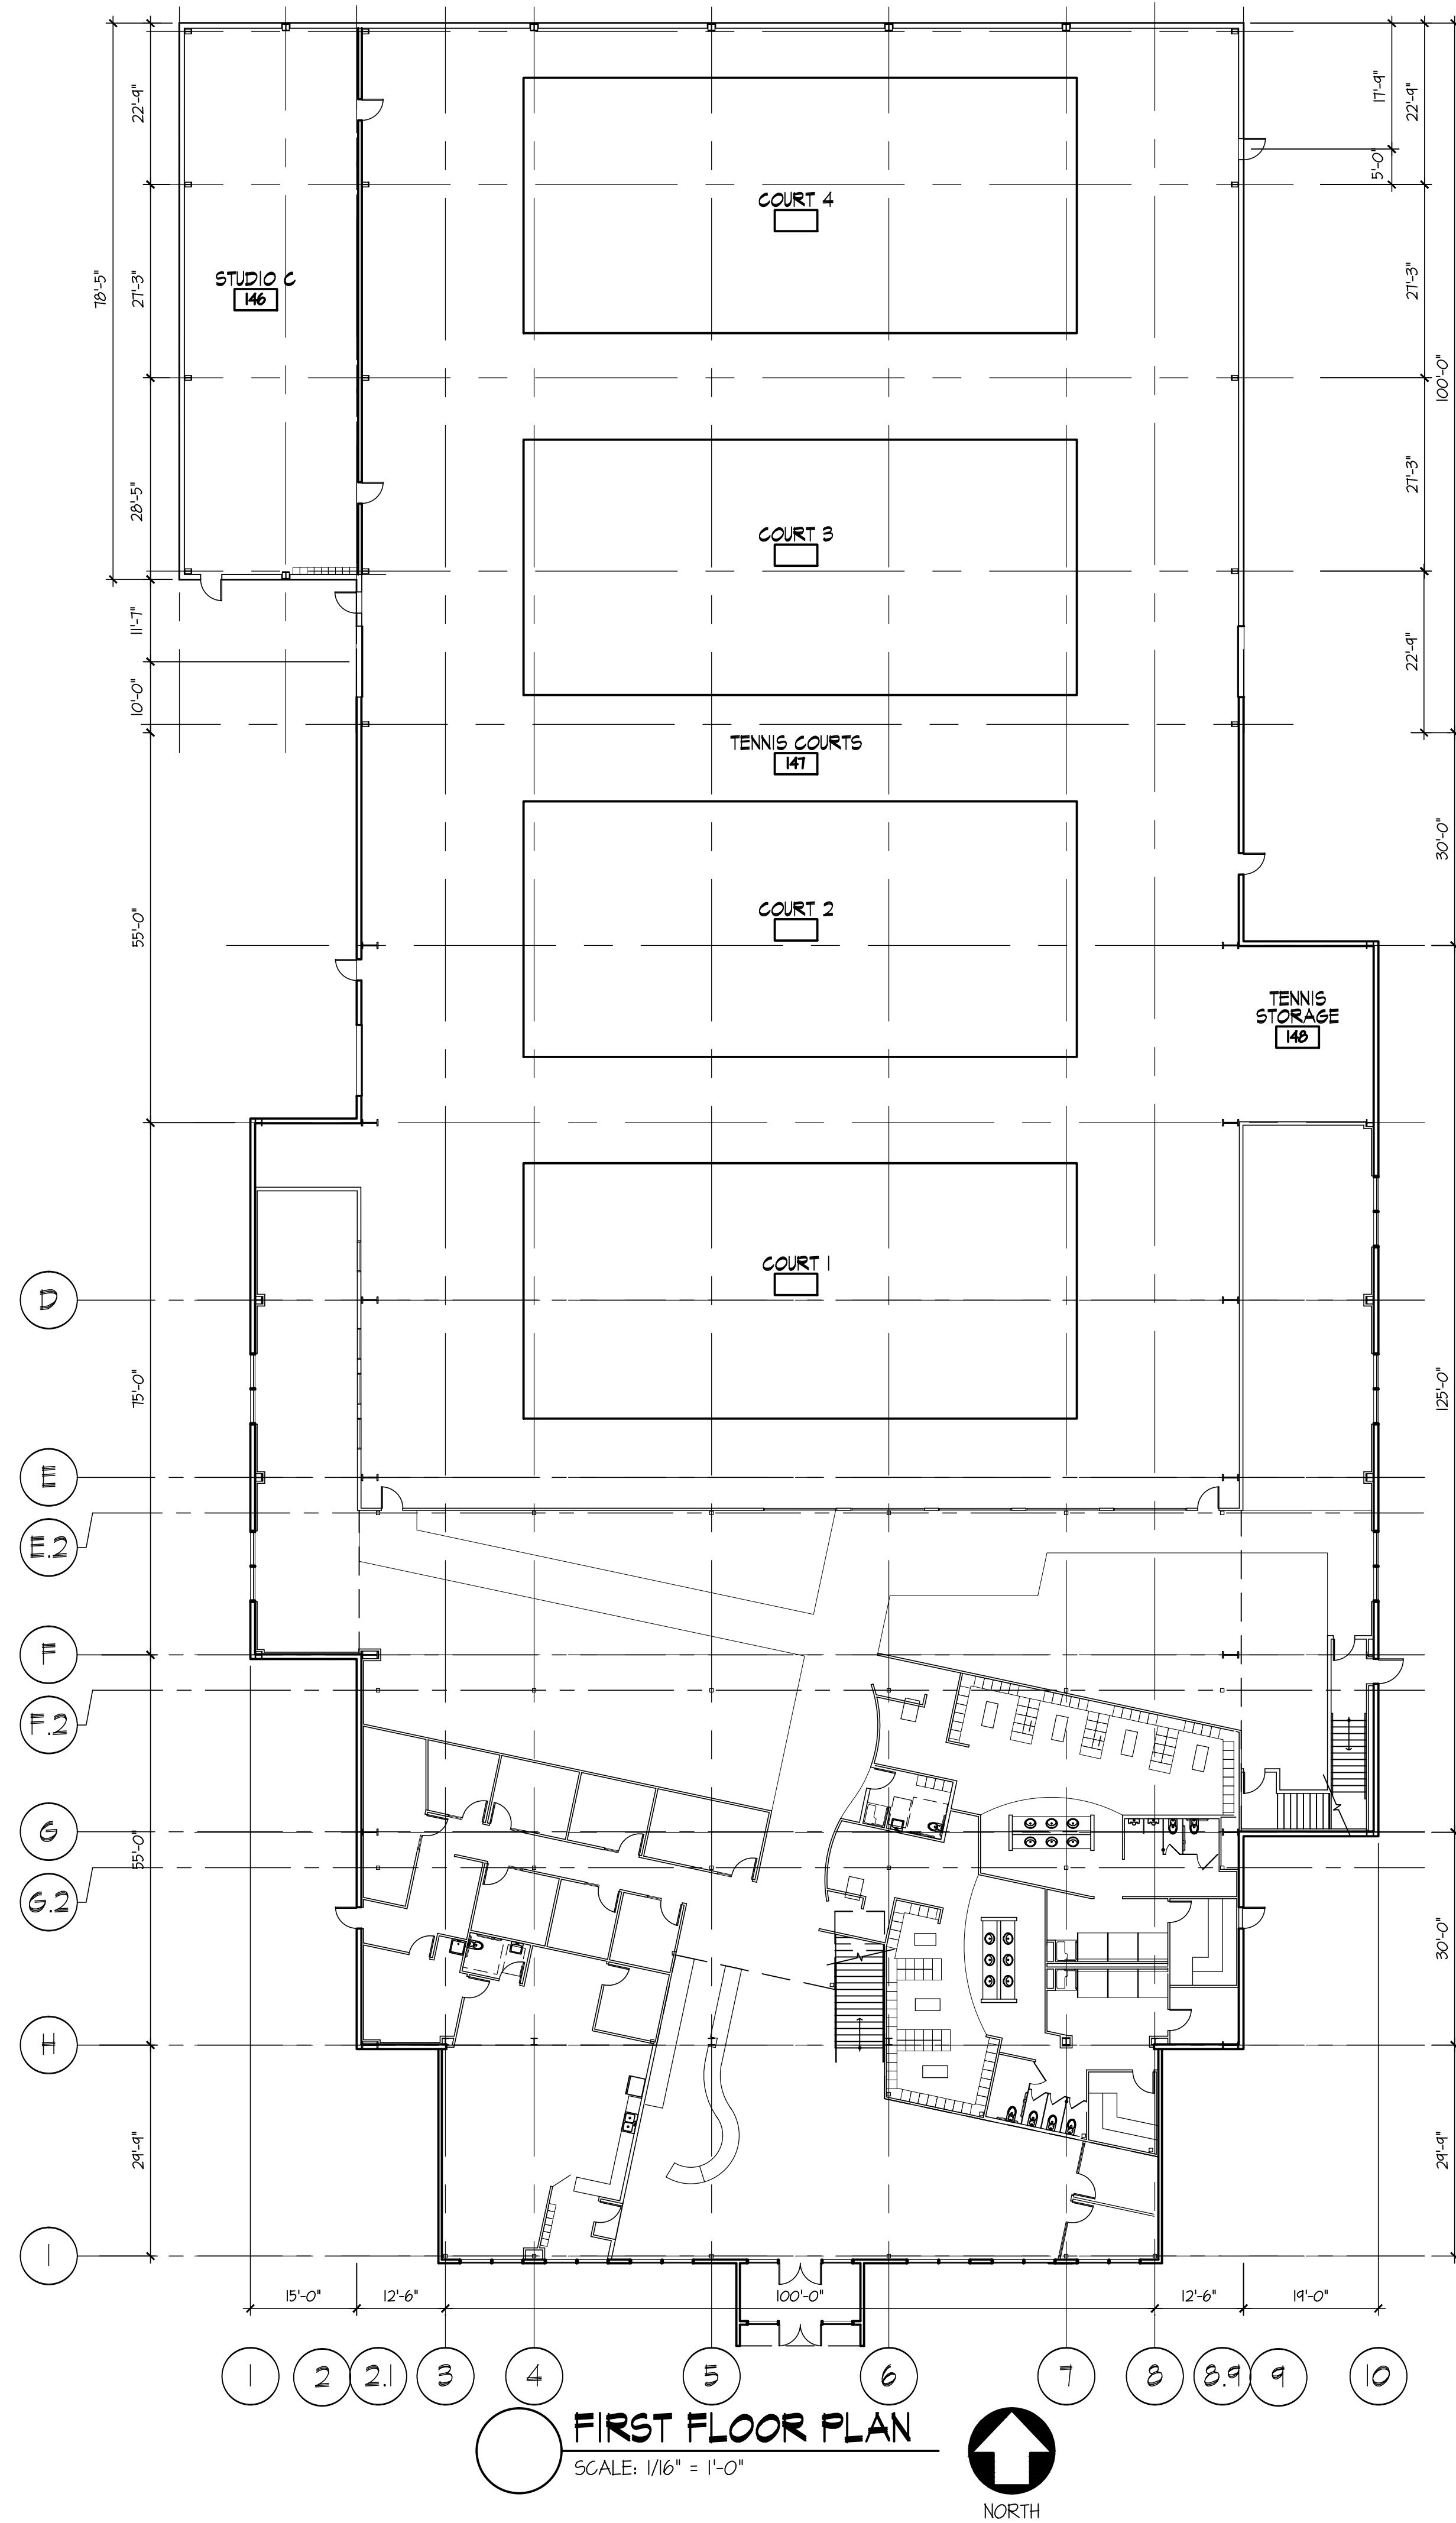 22'-9"
17'-9"
22'-9"
5'-0"
COURT 4
78'-5"
27'-3"
STUDIO C
146
27'-3"
100'-0"
28'-5"
COURT 3
27'-3"
11'-7"
22'-9"
10'-0"
TENNIS COURTS
147
30'-0"
55'-0"
COURT 2
TENNIS
STORAGE
148
COURT 1
D
75'-0"
125'-0"
E
E.2
F
F.2
G
55'-0"
G.2
30'-0"
H
29'-9"
29'-9"
I
15'-0"
12'-6"
100'-0"
12'-6"
19'-0"
1
2
2.1
3
4
5
6
7
8
8.9
9
10
FIRST FLOOR PLAN
SCALE: 1/16" = 1'-0"
NORTH